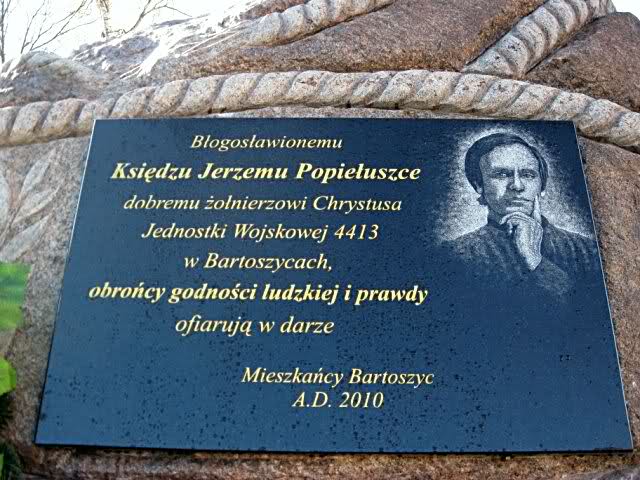 Błogosławionemu
Księdzu Jerzemu Popiełuszce
dobremu żołnierzowi Chrystusa
Jednostki Wojskowej 4413
w Bartoszycach,
obrońcy godności ludzkiej i prawdy
ofiarują w darze
Mieszkańcy Bartoszyc
A.D. 2010